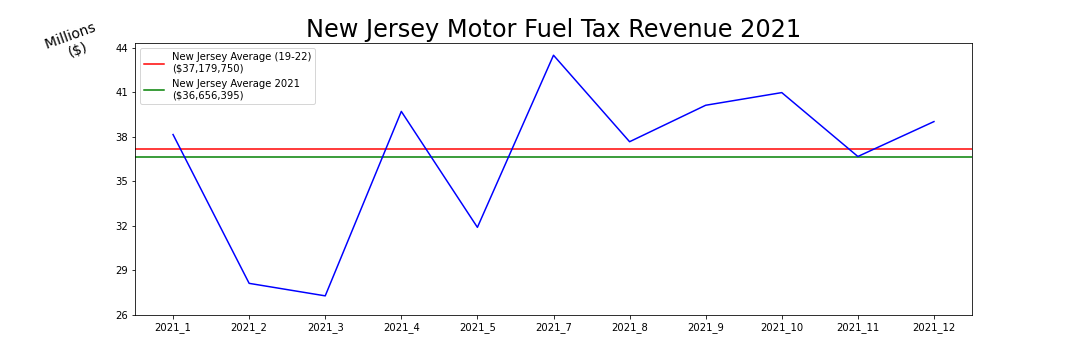 New Jersey Motor Fuel Tax Revenue 2021
Millions
($)
New Jersey Average (19-22)
($37,179,750)
New Jersey Average 2021
($36,656,395)
44
41
38
35
32
29
26
2021_1 2021_2 2021_3 2021_4 2021_5 2021_7 2021_8 2021_9 2021_10 2021_11 2021_12